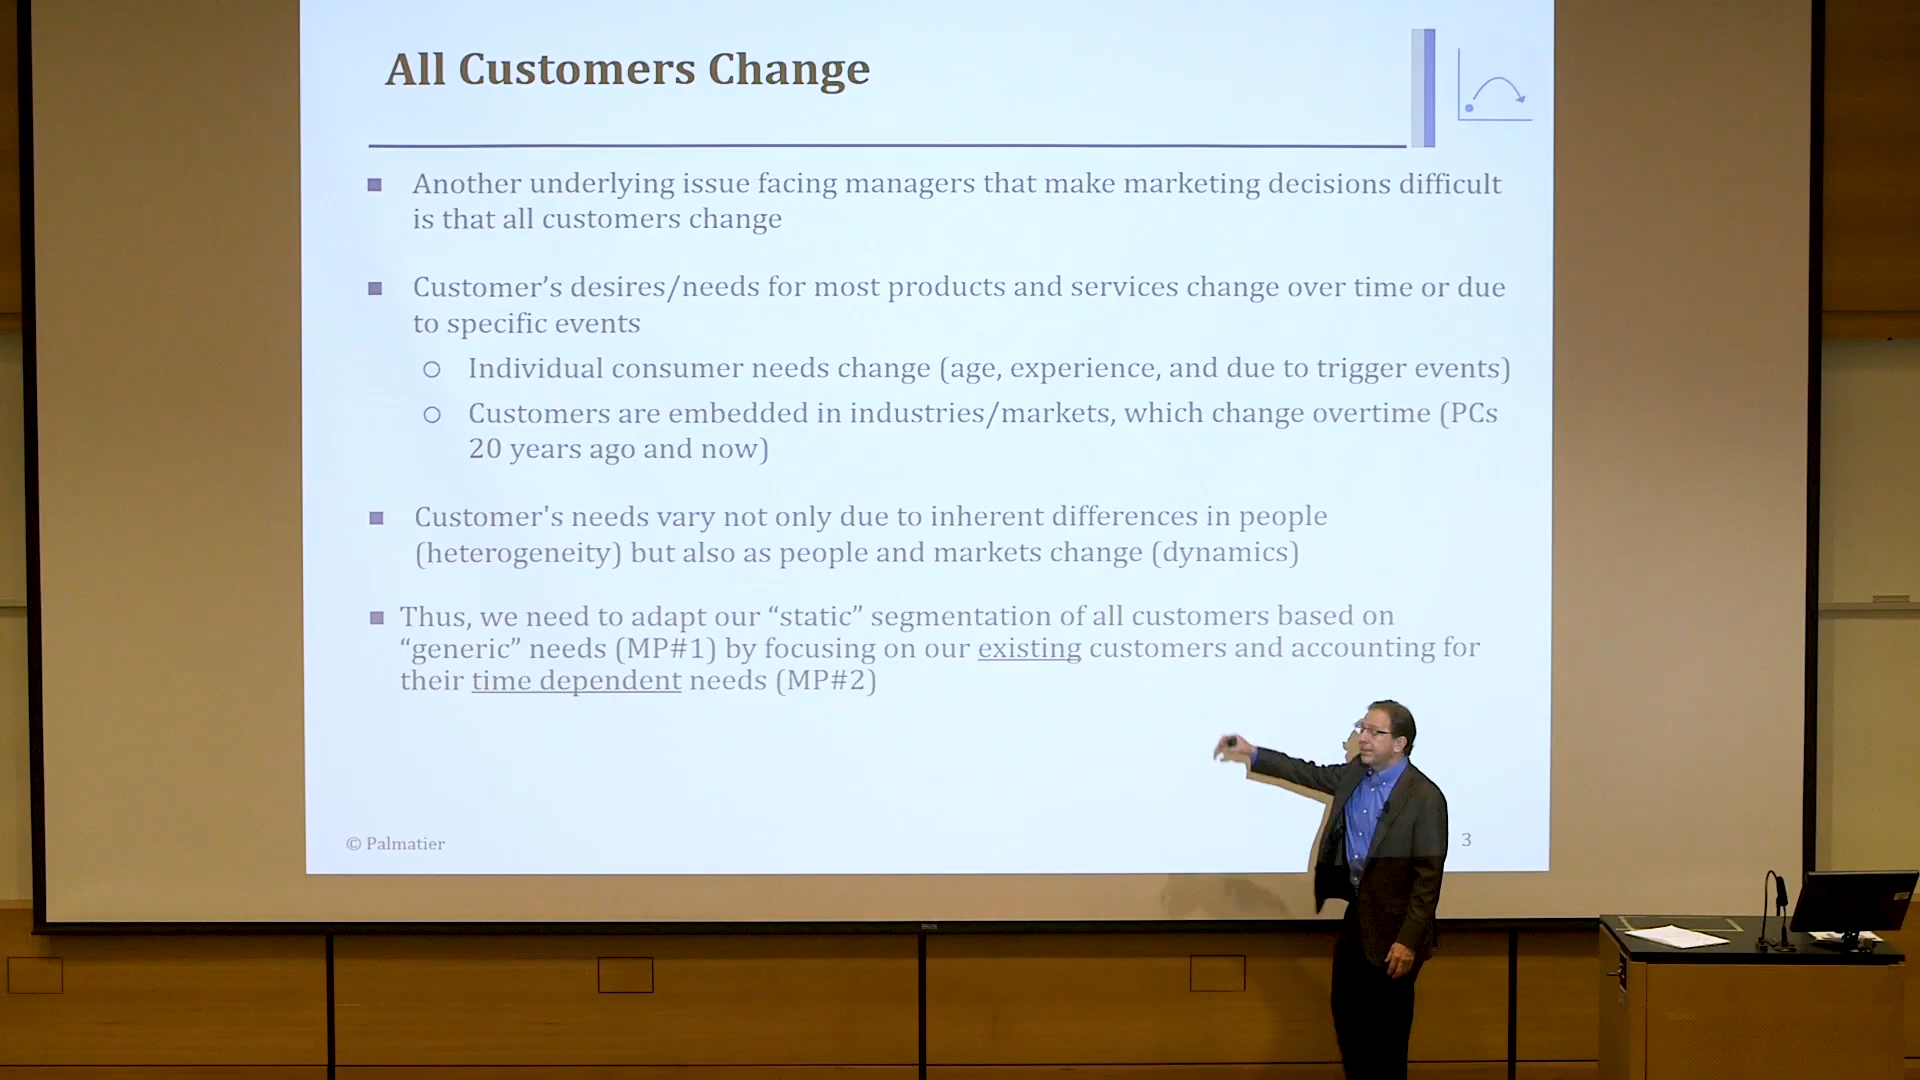 All Customers Change
Another underlying issue facing managers that make marketing decisions difficult
is that all customers change
Customer’s desires/needs for most products and services change over time or due
to specific events
Individual consumer needs change (age, experience, and due to trigger events)
Customers are embedded in industries/markets, which change overtime (PCs
20 years ago and now)
Customer's needs vary not only due to inherent differences in people
(heterogeneity) but also as people and markets change (dynamics)
Thus, we need to adapt our “static” segmentation of all customers based on
“generic” needs (MP#1) by focusing on our existing customers and accounting for
their time dependent needs (MP#2)
© Palmatier
3